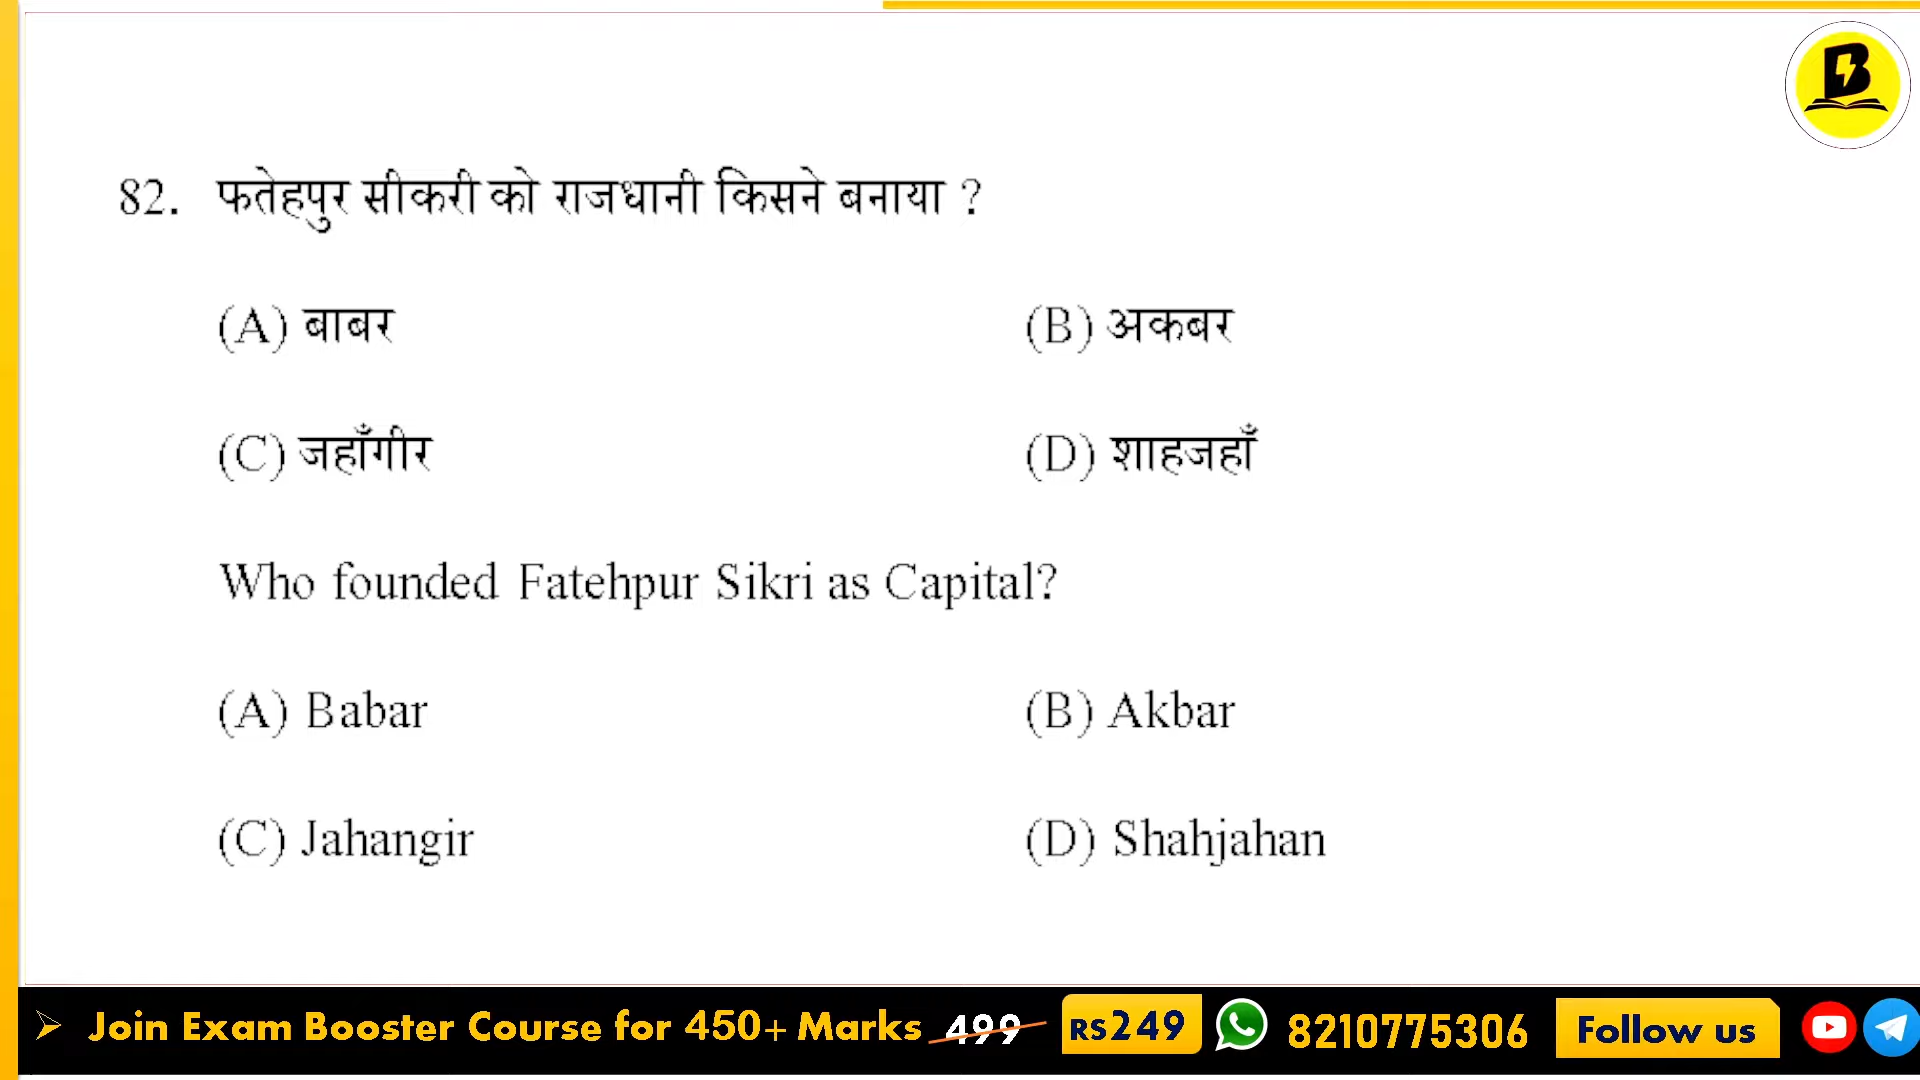 82. फतेहपुर सीकरी को राजधानी किसने बनाया ?
(A) बाबर (B) अकबर
(C) जहाँगीर (D) शाहजहाँ
Who founded Fatehpur Sikri as Capital?
(A) Babar (B) Akbar
(C) Jahangir (D) Shahjahan
➢ Join Exam Booster Course for 450+ Marks 499 RS249 8210775306 Follow us